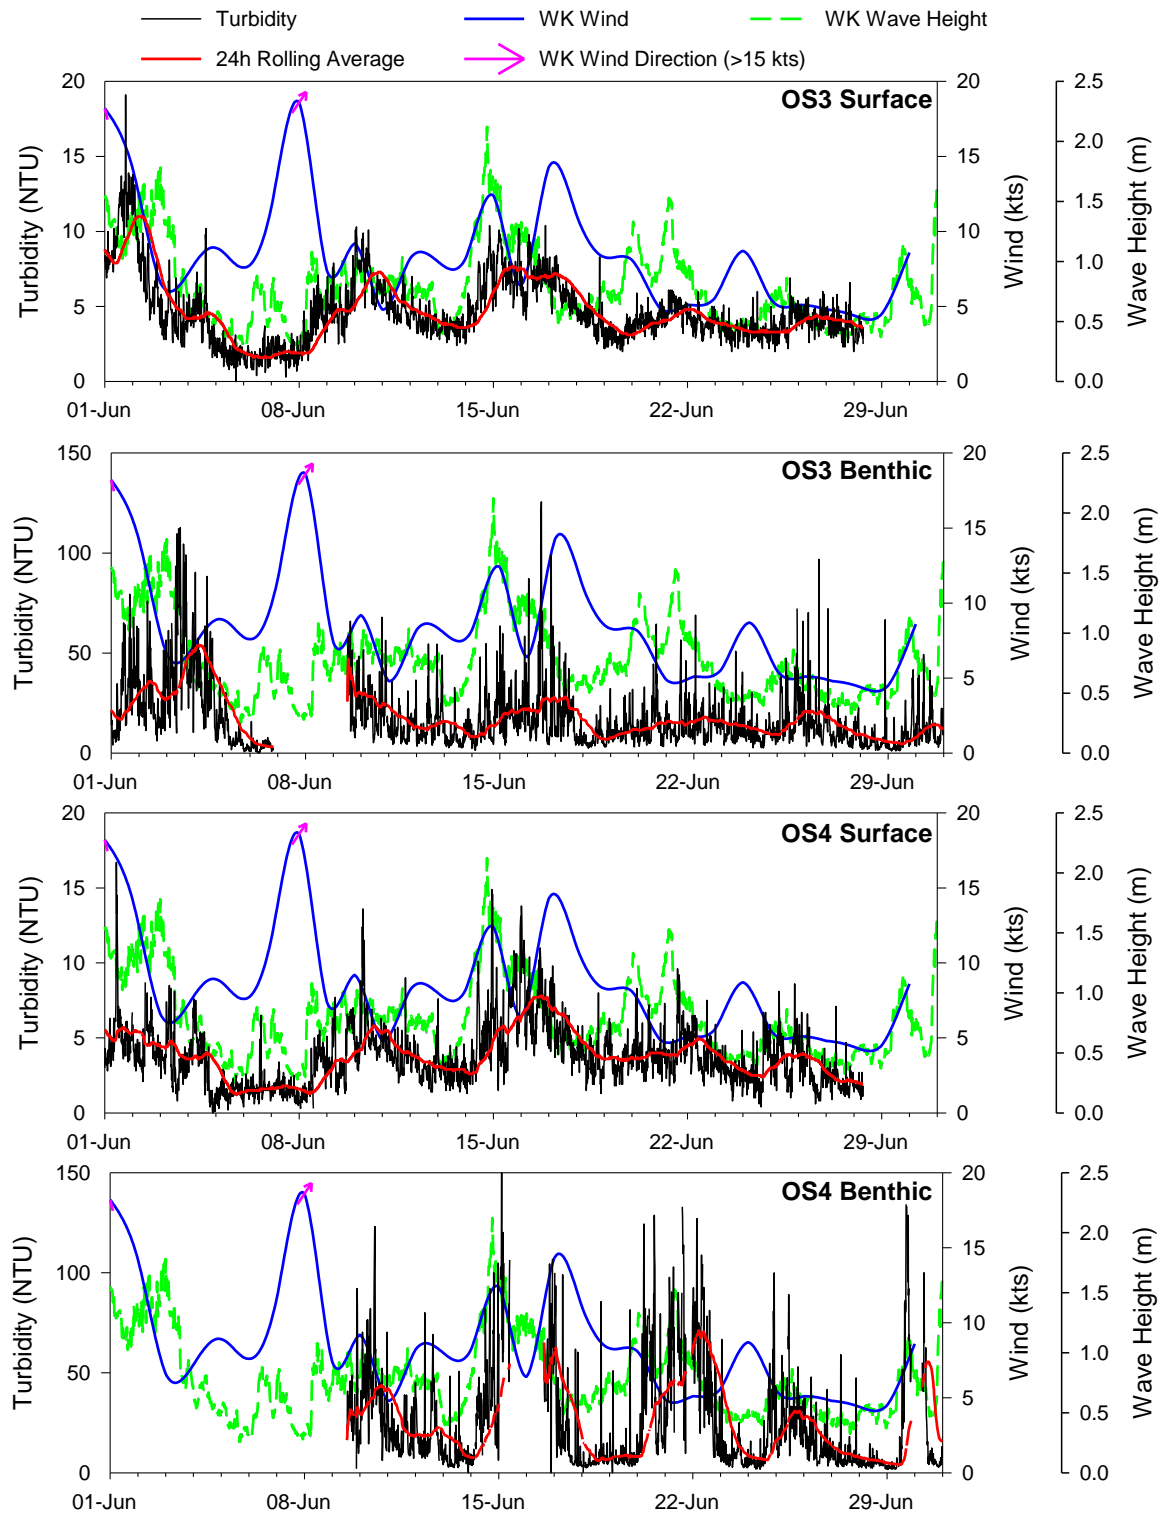 Turbidity WK Wind WK Wave Height
24h Rolling Average WK Wind Direction (>15 kts)
OS3 Surface
Turbidity (NTU)
20
15
10
5
0
01-Jun 08-Jun 15-Jun 22-Jun 29-Jun
Wind (kts)
20
15
10
5
0
Wave Height (m)
2.5
2.0
1.5
1.0
0.5
0.0
OS3 Benthic
Turbidity (NTU)
150
100
50
0
01-Jun 08-Jun 15-Jun 22-Jun 29-Jun
Wind (kts)
20
15
10
5
0
Wave Height (m)
2.5
2.0
1.5
1.0
0.5
0.0
OS4 Surface
Turbidity (NTU)
20
15
10
5
0
01-Jun 08-Jun 15-Jun 22-Jun 29-Jun
Wind (kts)
20
15
10
5
0
Wave Height (m)
2.5
2.0
1.5
1.0
0.5
0.0
OS4 Benthic
Turbidity (NTU)
150
100
50
0
01-Jun 08-Jun 15-Jun 22-Jun 29-Jun
Wind (kts)
20
15
10
5
0
Wave Height (m)
2.5
2.0
1.5
1.0
0.5
0.0